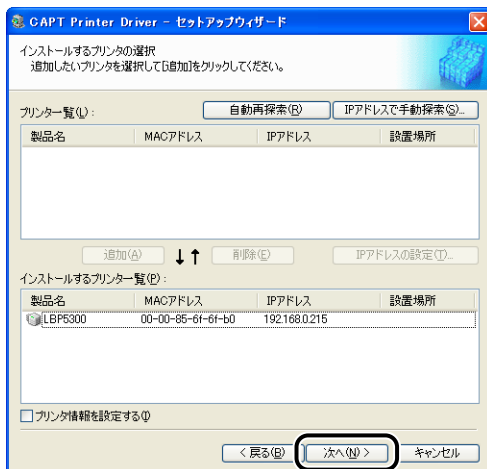 CAPT Printer Driver - セットアップウィザード
インストールするプリンタの選択
追加したいプリンタを選択して[追加]をクリックしてください。
プリンター覧(L):
自動再探索(R)
IPアドレスで手動探索(S)...
製品名 MACアドレス IPアドレス 設置場所
追加(A) ↓↑ 削除(E) IPアドレスの設定(T)...
インストールするプリンター覧(P):
製品名 MACアドレス IPアドレス 設置場所
LBP5300 00-00-85-6f-6f-b0 192.168.0.215
プリンタ情報を設定する(I)
< 戻る(B) 次へ(N) > キャンセル